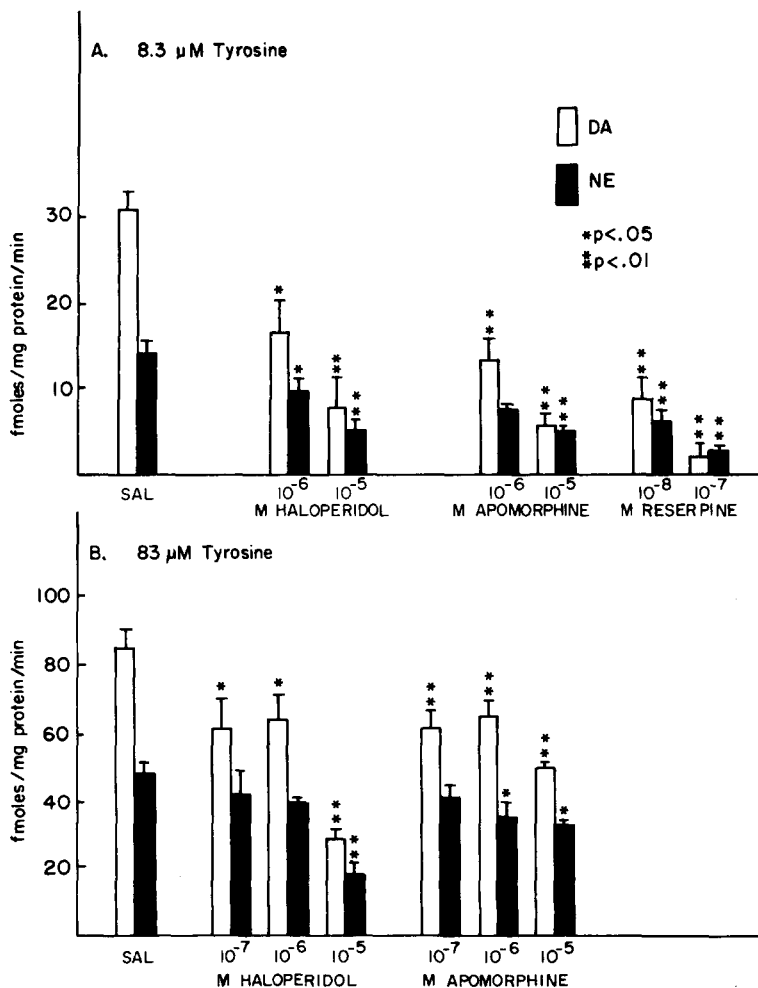 A. 8.3 µM Tyrosine
DA
NE
*p<.05
**p<.01
fmoles/mg protein/min
30
20
10
* * ** ** ** ** ** ** ** ** **
SAL 10-6 10-5 10-6 10-5 10-8 10-7
M HALOPERIDOL M APOMORPHINE M RESERPINE
B. 83 µM Tyrosine
fmoles/mg protein/min
100
80
60
40
20
* * ** ** ** ** * ** *
SAL 10-7 10-6 10-5 10-7 10-6 10-5
M HALOPERIDOL M APOMORPHINE